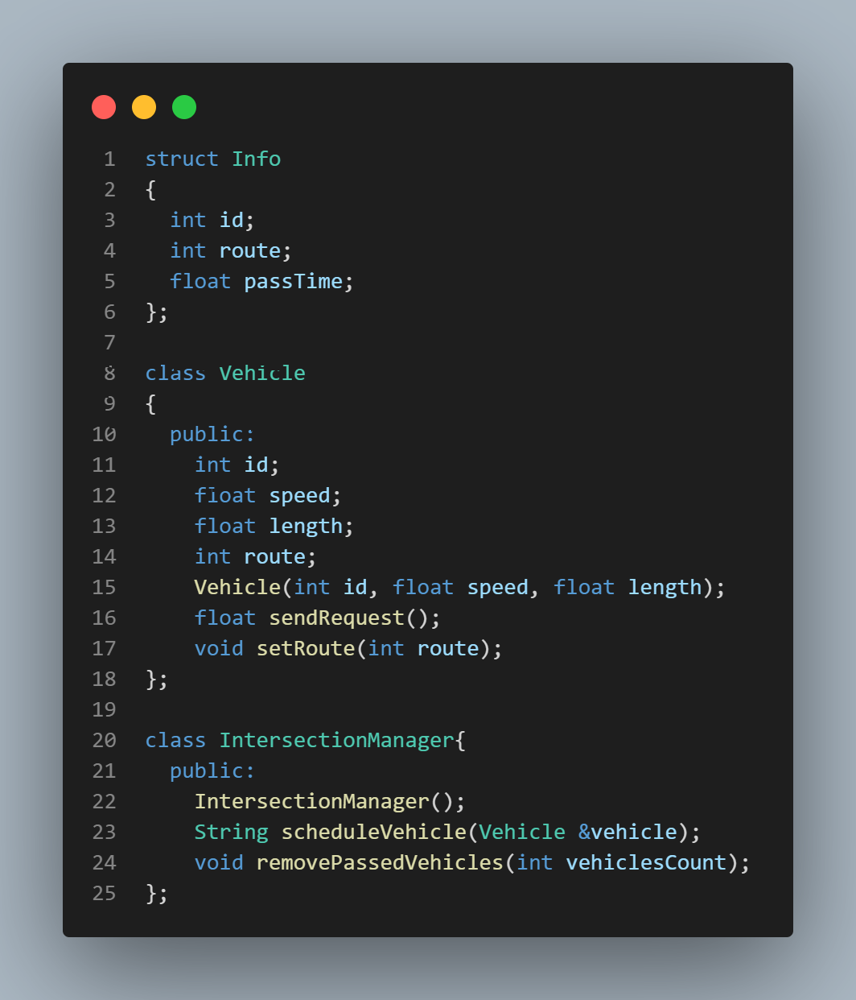 1 struct Info
2 {
3   int id;
4   int route;
5   float passTime;
6 };
7
8 class Vehicle
9 {
10   public:
11     int id;
12     float speed;
13     float length;
14     int route;
15     Vehicle(int id, float speed, float length);
16     float sendRequest();
17     void setRoute(int route);
18 };
19
20 class IntersectionManager{
21   public:
22     IntersectionManager();
23     String scheduleVehicle(Vehicle &vehicle);
24     void removePassedVehicles(int vehiclesCount);
25 };